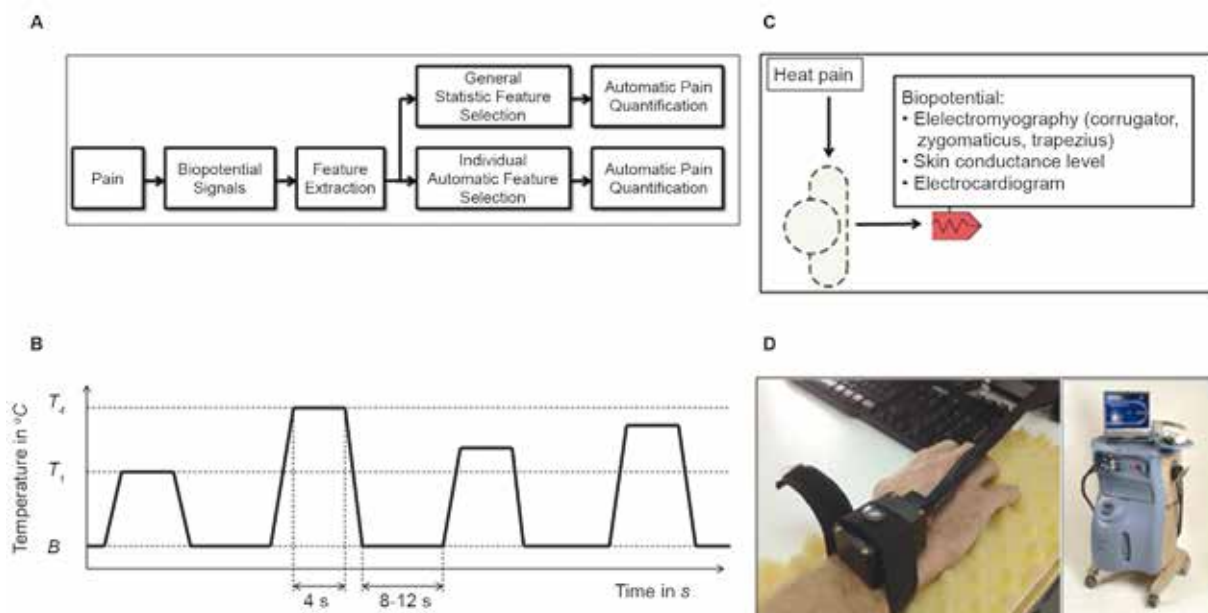 A
General
Statistic Feature
Selection
Automatic Pain
Quantification
Pain
Biopotential
Signals
Feature
Extraction
Individual
Automatic Feature
Selection
Automatic Pain
Quantification
B
Temperature in °C
T₄
T₁
B
4 s
8-12 s
Time in s
C
Heat pain
Biopotential:
• Elelectromyography (corrugator,
zygomaticus, trapezius)
• Skin conductance level
• Electrocardiogram
D